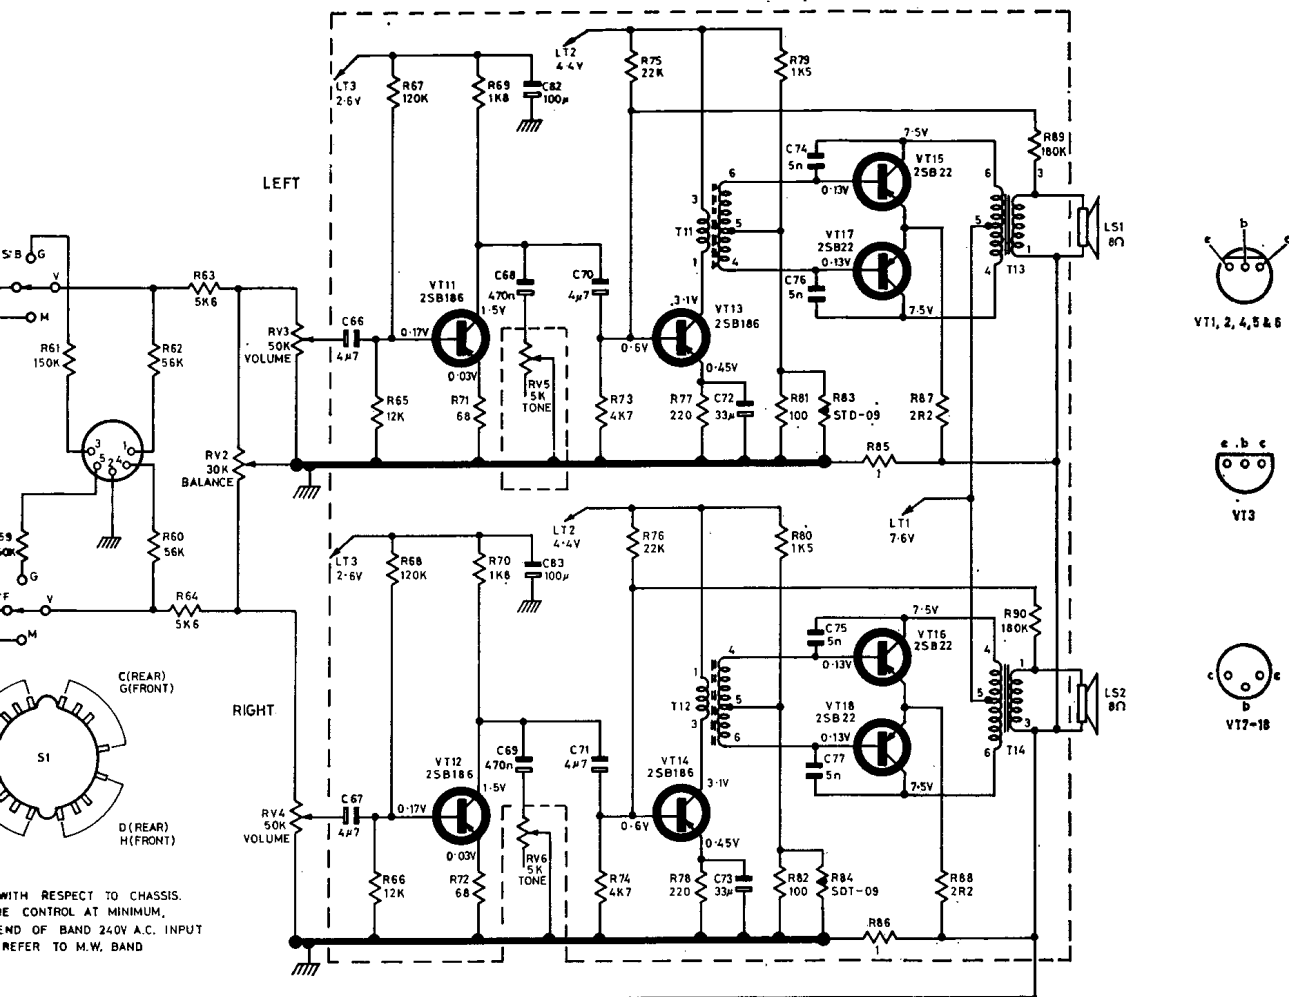 LT3
2·6V
R67
120K
R69
1K8
C82
100µ
LT2
4·4V
R75
22K
R79
1K5
R89
180K
3
LEFT
C74
5n
7·5V
VT15
2SB22
0·13V
6
5
4
3
T11
1
VT17
2SB22
0·13V
C76
5n
7·5V
6
5
4
1
T13
LS1
8Ω
e
b
c
VT1, 2, 4, 5 & 6
S'B
G
V
M
R63
5K6
R61
150K
R62
56K
RV3
50K
VOLUME
C66
4µ7
0·17V
VT11
2SB186
1·5V
0·03V
C68
470n
C70
4µ7
RV5
5K
TONE
3·1V
VT13
2SB186
0·6V
0·45V
R65
12K
R71
68
R73
4K7
R77
220
C72
33µ
R81
100
R83
STD-09
R87
2R2
R85
1
3
1
5
2
4
RV2
30K
BALANCE
e b c
VT3
59
50K
G
R60
56K
F
V
M
R64
5K6
LT3
2·6V
R68
120K
R70
1K8
C83
100µ
LT2
4·4V
R76
22K
R80
1K5
LT1
7·6V
R90
180K
C75
5n
7·5V
VT16
2SB22
0·13V
4
5
6
1
T12
3
VT18
2SB22
0·13V
C77
5n
7·5V
4
5
6
1
3
T14
LS2
8Ω
c
e
b
VT7-18
C(REAR)
G(FRONT)
S1
D(REAR)
H(FRONT)
RIGHT
RV4
50K
VOLUME
C67
4µ7
0·17V
VT12
2SB186
1·5V
0·03V
C69
470n
C71
4µ7
RV6
5K
TONE
VT14
2SB186
3·1V
0·6V
0·45V
R66
12K
R72
68
R74
4K7
R78
220
C73
33µ
R82
100
R84
SDT-09
R88
2R2
R86
1
WITH RESPECT TO CHASSIS.
E CONTROL AT MINIMUM,
END OF BAND 240V A.C. INPUT
REFER TO M.W. BAND